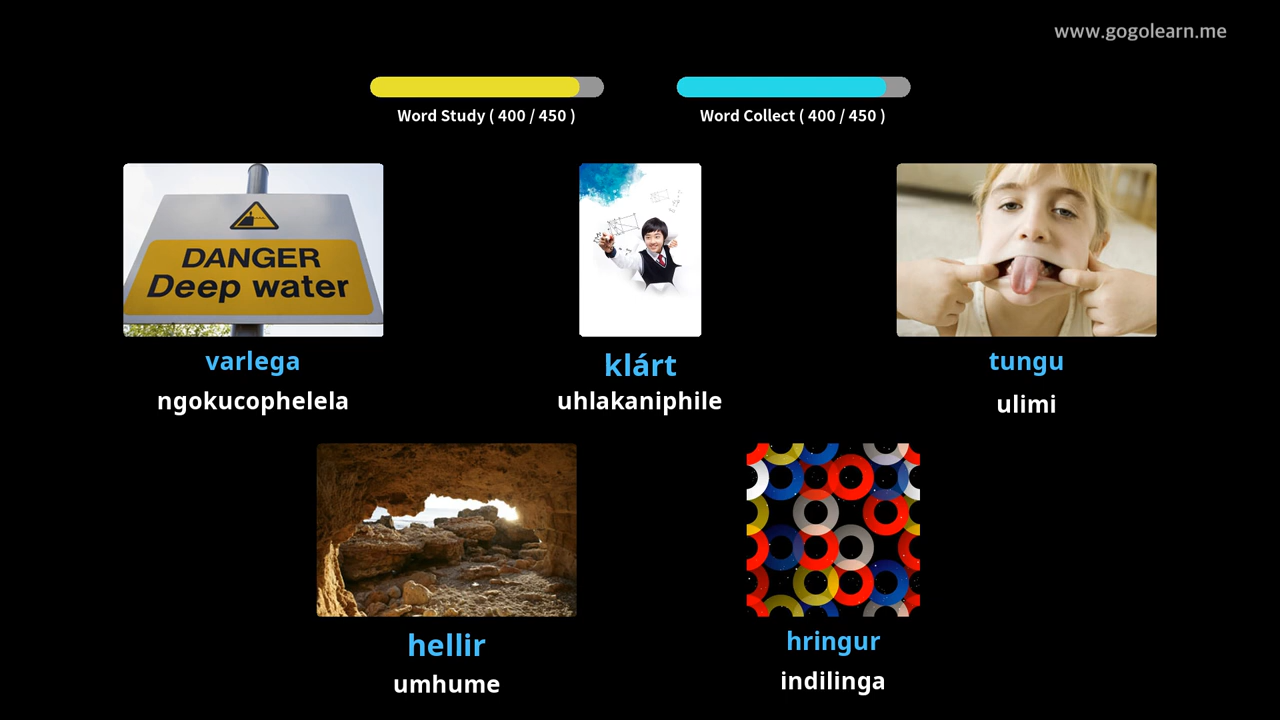 www.gogolearn.me
Word Study ( 400 / 450 )
Word Collect ( 400 / 450 )
DANGER
Deep water
varlega
klárt
tungu
ngokucophelela
uhlakaniphile
ulimi
hellir
hringur
umhume
indilinga